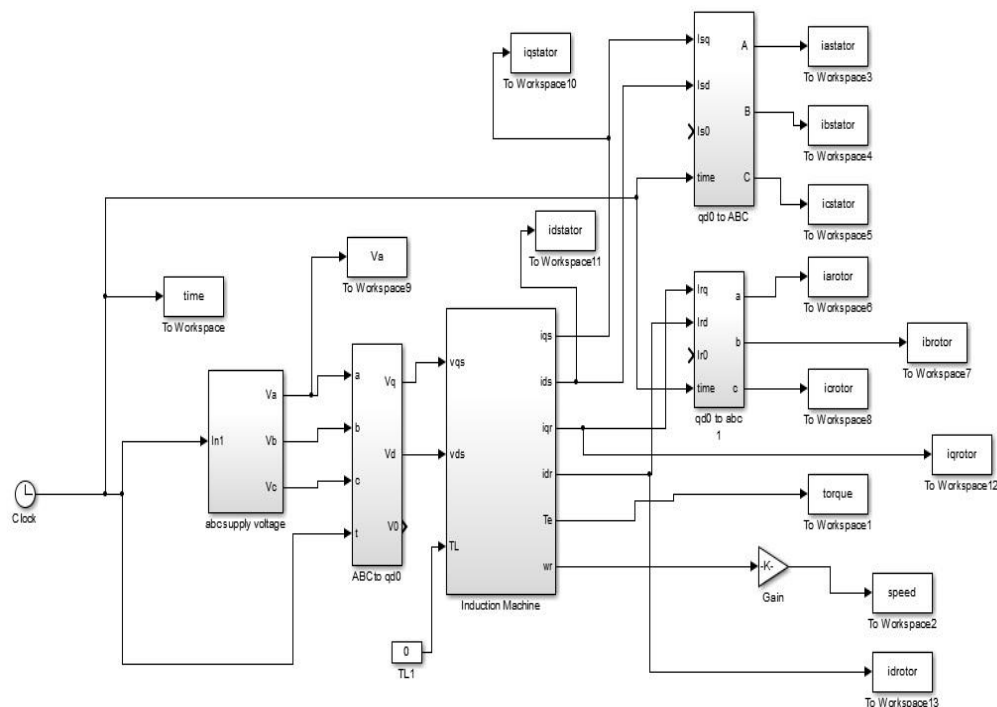 iqstator
To Workspace10
Isq
Isd
Is0
time
A
B
C
qd0 to ABC
iastator
To Workspace3
ibstator
To Workspace4
icstator
To Workspace5
idstator
To Workspace11
Va
To Workspace9
time
To Workspace
Irq
Ird
Ir0
time
a
b
c
qd0 to abc
1
iarotor
To Workspace6
ibrotor
To Workspace7
icrotor
To Workspace8
Clock
In1
Va
Vb
Vc
abc supply voltage
a
b
c
t
Vq
Vd
V0
ABC to qd0
vqs
vds
TL
iqs
ids
iqr
idr
Te
wr
Induction Machine
iqrotor
To Workspace12
torque
To Workspace1
-K-
Gain
speed
To Workspace2
0
TL1
idrotor
To Workspace13